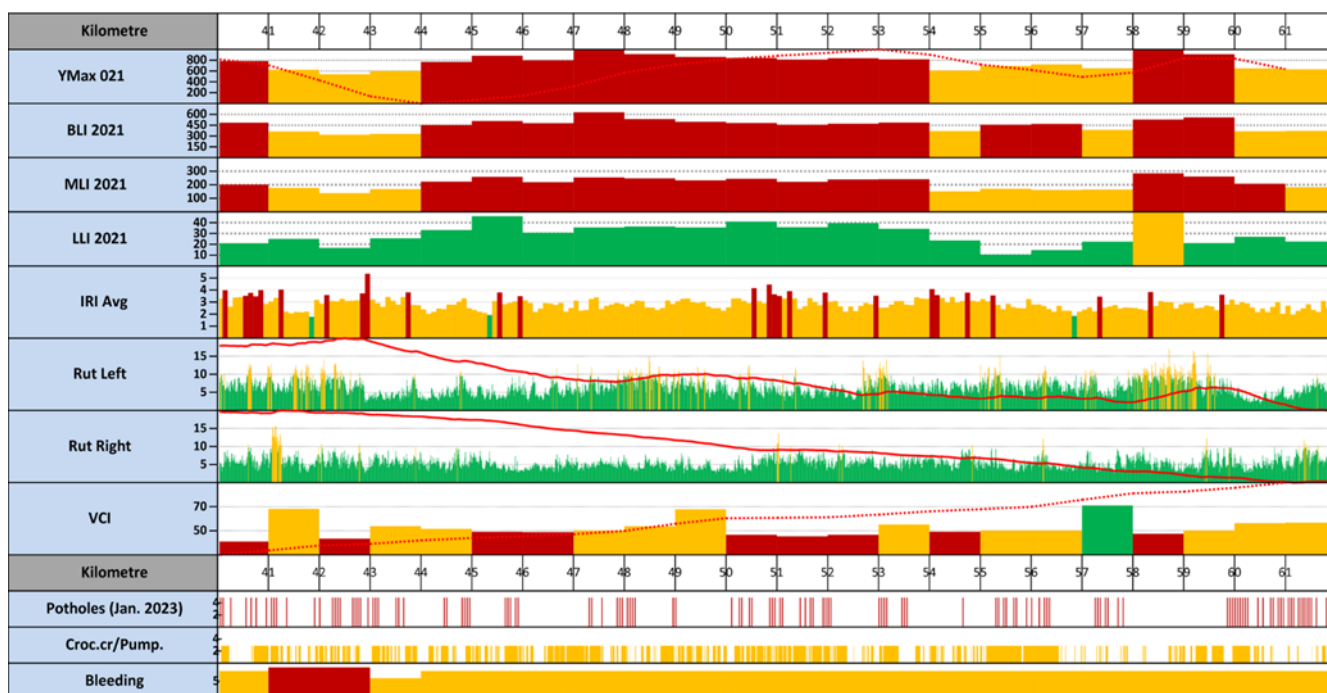 Kilometre 41 42 43 44 45 46 47 48 49 50 51 52 53 54 55 56 57 58 59 60 61
YMax 021 800 600 400 200
BLI 2021 600 450 300 150
MLI 2021 300 200 100
LLI 2021 40 30 20 10
IRI Avg 5 4 3 2 1
Rut Left 15 10 5
Rut Right 15 10 5
VCI 70 50
Kilometre 41 42 43 44 45 46 47 48 49 50 51 52 53 54 55 56 57 58 59 60 61
Potholes (Jan. 2023) 4 2
Croc.cr/Pump. 4 2
Bleeding 5